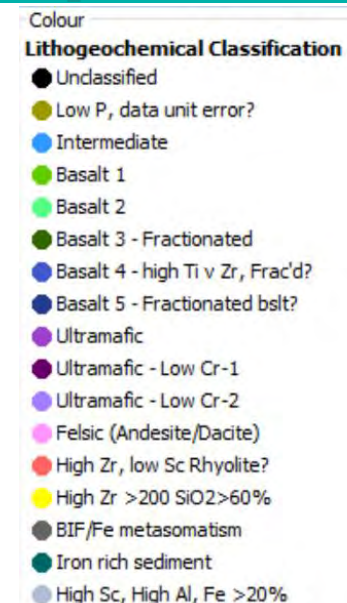 Colour
Lithogeochemical Classification
Unclassified
Low P, data unit error?
Intermediate
Basalt 1
Basalt 2
Basalt 3 - Fractionated
Basalt 4 - high Ti v Zr, Frac'd?
Basalt 5 - Fractionated bslt?
Ultramafic
Ultramafic - Low Cr-1
Ultramafic - Low Cr-2
Felsic (Andesite/Dacite)
High Zr, low Sc Rhyolite?
High Zr >200 SiO2>60%
BIF/Fe metasomatism
Iron rich sediment
High Sc, High Al, Fe >20%